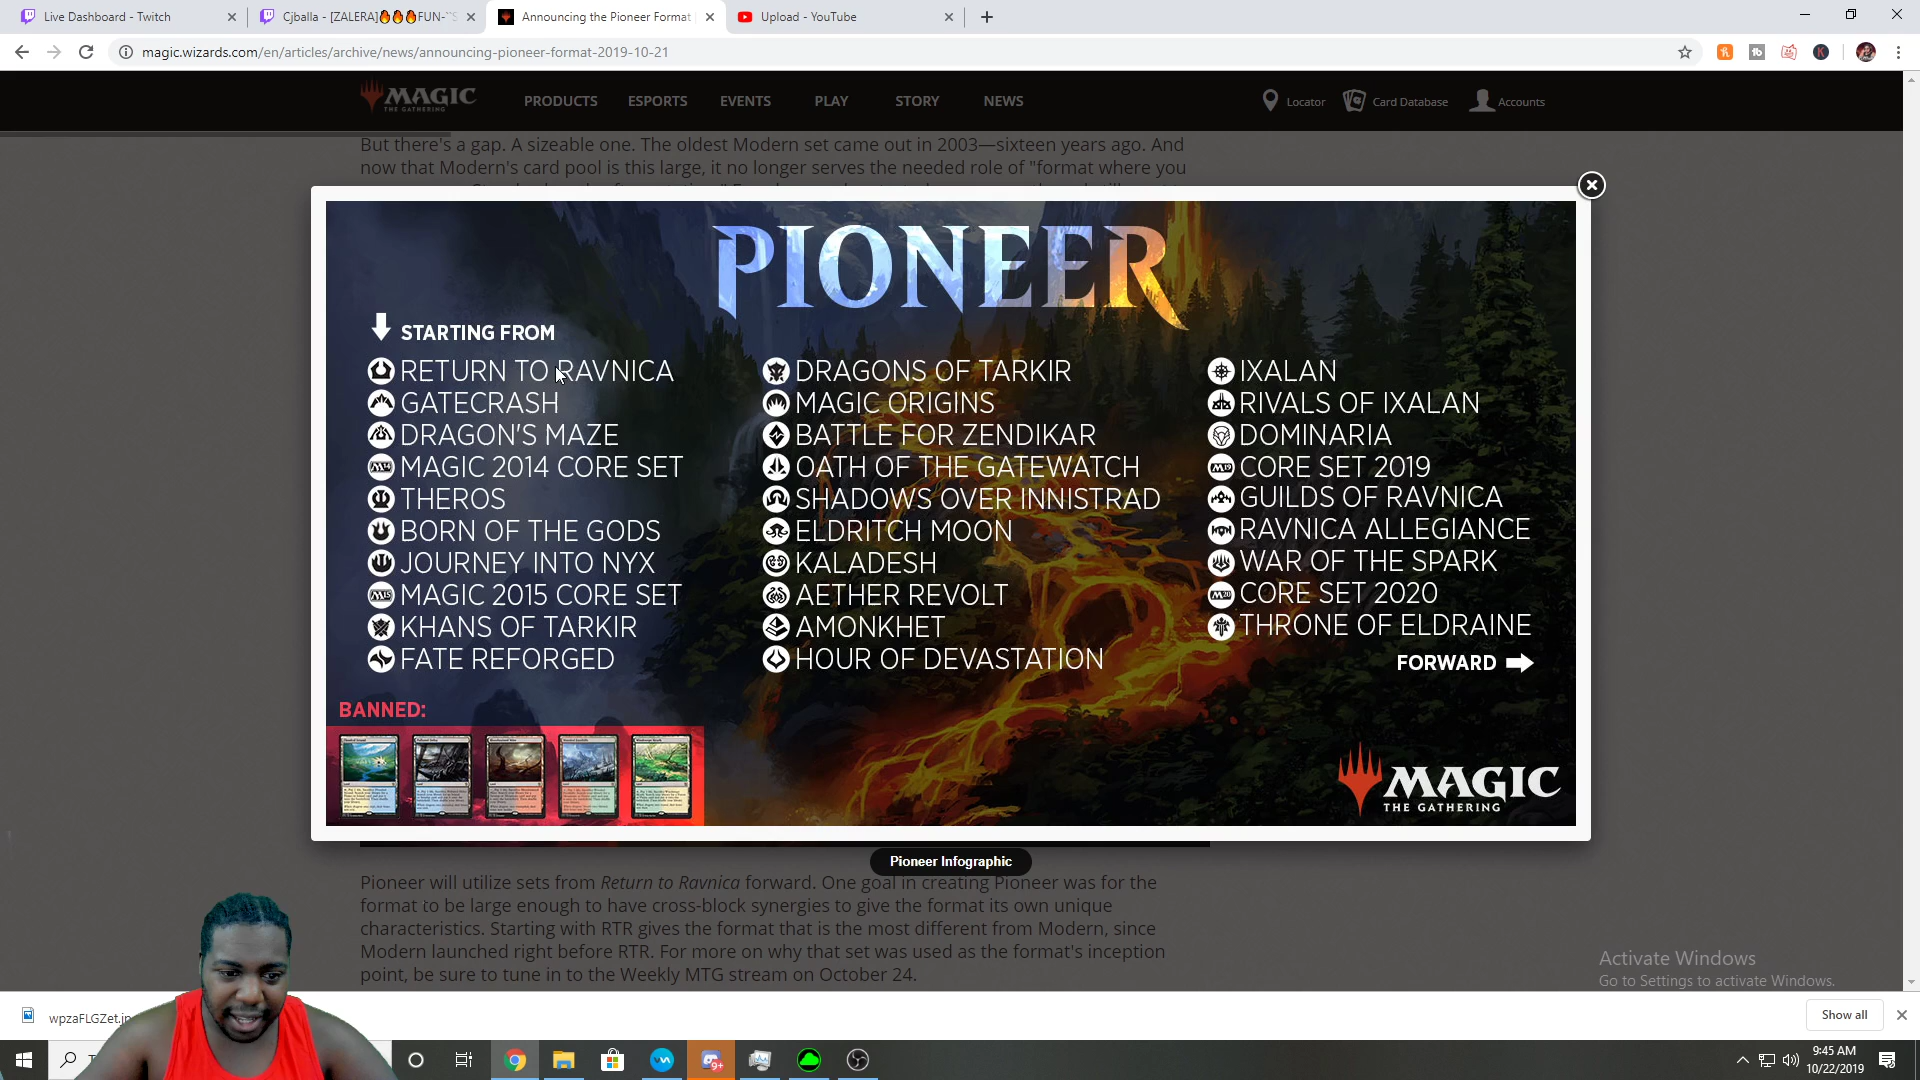 Live Dashboard - Twitch
Cjballa - [ZALERA]🔥🔥🔥FUN-
Announcing the Pioneer Format
Upload - YouTube
magic.wizards.com/en/articles/archive/news/announcing-pioneer-format-2019-10-21
MAGIC
THE GATHERING
PRODUCTS ESPORTS EVENTS PLAY STORY NEWS
Locator Card Database Accounts
But there's a gap. A sizeable one. The oldest Modern set came out in 2003—sixteen years ago. And
now that Modern's card pool is this large, it no longer serves the needed role of "format where you
PIONEER
STARTING FROM
RETURN TO RAVNICA
GATECRASH
DRAGON'S MAZE
M14 MAGIC 2014 CORE SET
THEROS
BORN OF THE GODS
JOURNEY INTO NYX
M15 MAGIC 2015 CORE SET
KHANS OF TARKIR
FATE REFORGED
DRAGONS OF TARKIR
MAGIC ORIGINS
BATTLE FOR ZENDIKAR
OATH OF THE GATEWATCH
SHADOWS OVER INNISTRAD
ELDRITCH MOON
KALADESH
AETHER REVOLT
AMONKHET
HOUR OF DEVASTATION
IXALAN
RIVALS OF IXALAN
DOMINARIA
M19 CORE SET 2019
GUILDS OF RAVNICA
RAVNICA ALLEGIANCE
WAR OF THE SPARK
M20 CORE SET 2020
THRONE OF ELDRAINE
FORWARD
BANNED:
MAGIC
THE GATHERING
Pioneer Infographic
Pioneer will utilize sets from Return to Ravnica forward. One goal in creating Pioneer was for the
format to be large enough to have cross-block synergies to give the format its own unique
characteristics. Starting with RTR gives the format that is the most different from Modern, since
Modern launched right before RTR. For more on why that set was used as the format's inception
point, be sure to tune in to the Weekly MTG stream on October 24.
Activate Windows
Go to Settings to activate Windows.
wpzaFLGZet.jp
Show all
9+
9:45 AM
10/22/2019